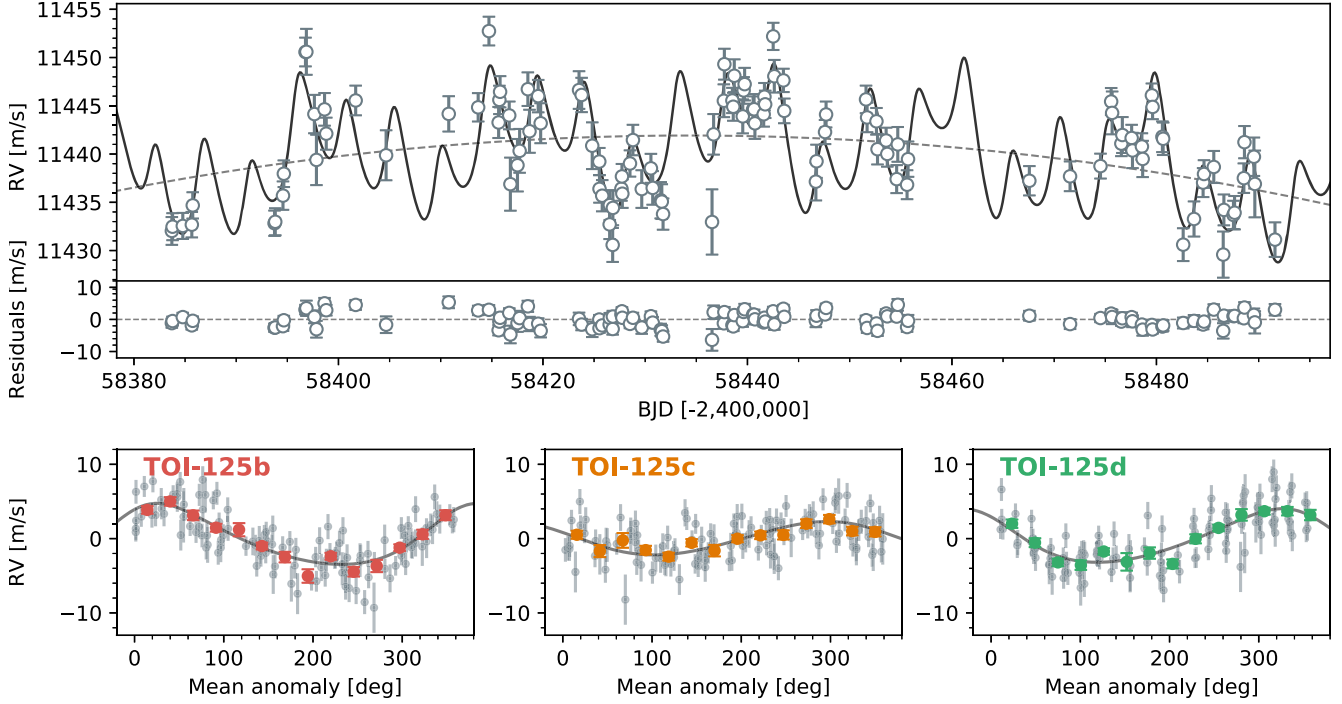 11455
11450
11445
11440
11435
11430
RV [m/s]
10
0
−10
Residuals [m/s]
58380 58400 58420 58440 58460 58480
BJD [-2,400,000]
TOI-125b TOI-125c TOI-125d
10 10 10
0 0 0
−10 −10 −10
RV [m/s]
0 100 200 300 0 100 200 300 0 100 200 300
Mean anomaly [deg] Mean anomaly [deg] Mean anomaly [deg]